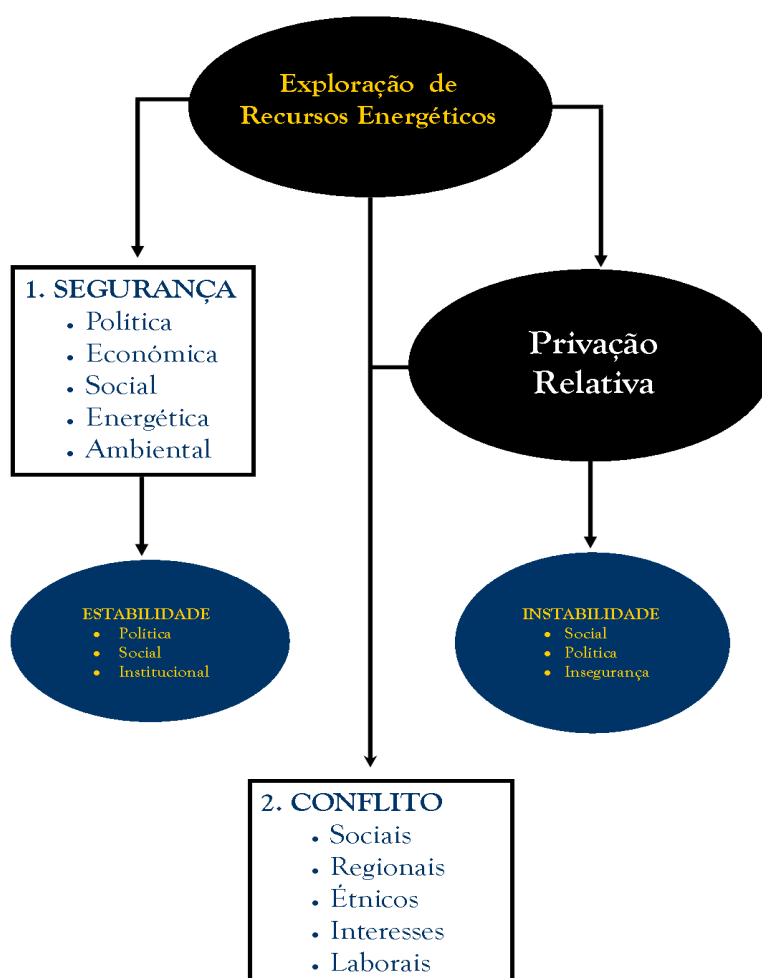 Exploração de
Recursos Energéticos
1. SEGURANÇA
• Política
• Económica
• Social
• Energética
• Ambiental
Privação
Relativa
ESTABILIDADE
• Política
• Social
• Institucional
INSTABILIDADE
• Social
• Política
• Insegurança
2. CONFLITO
• Sociais
• Regionais
• Étnicos
• Interesses
• Laborais